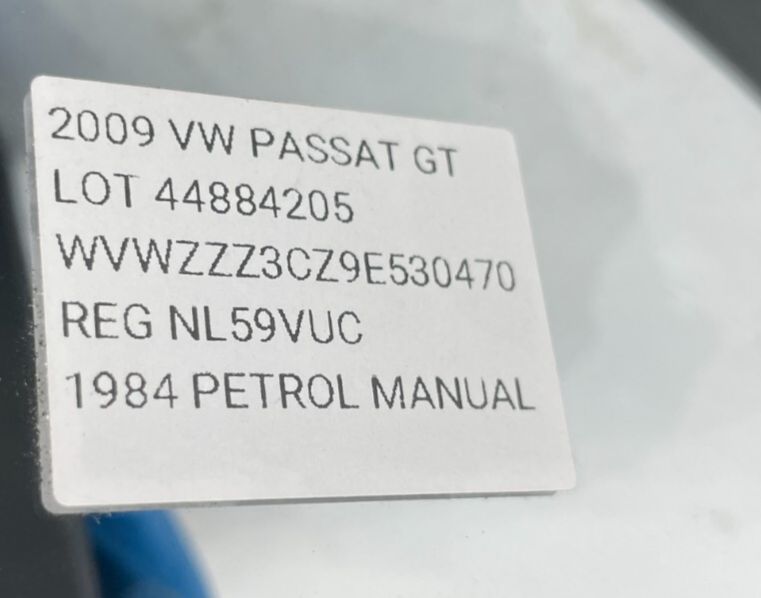 2009 VW PASSAT GT
LOT 44884205
WVWZZZ3CZ9E530470
REG NL59VUC
1984 PETROL MANUAL